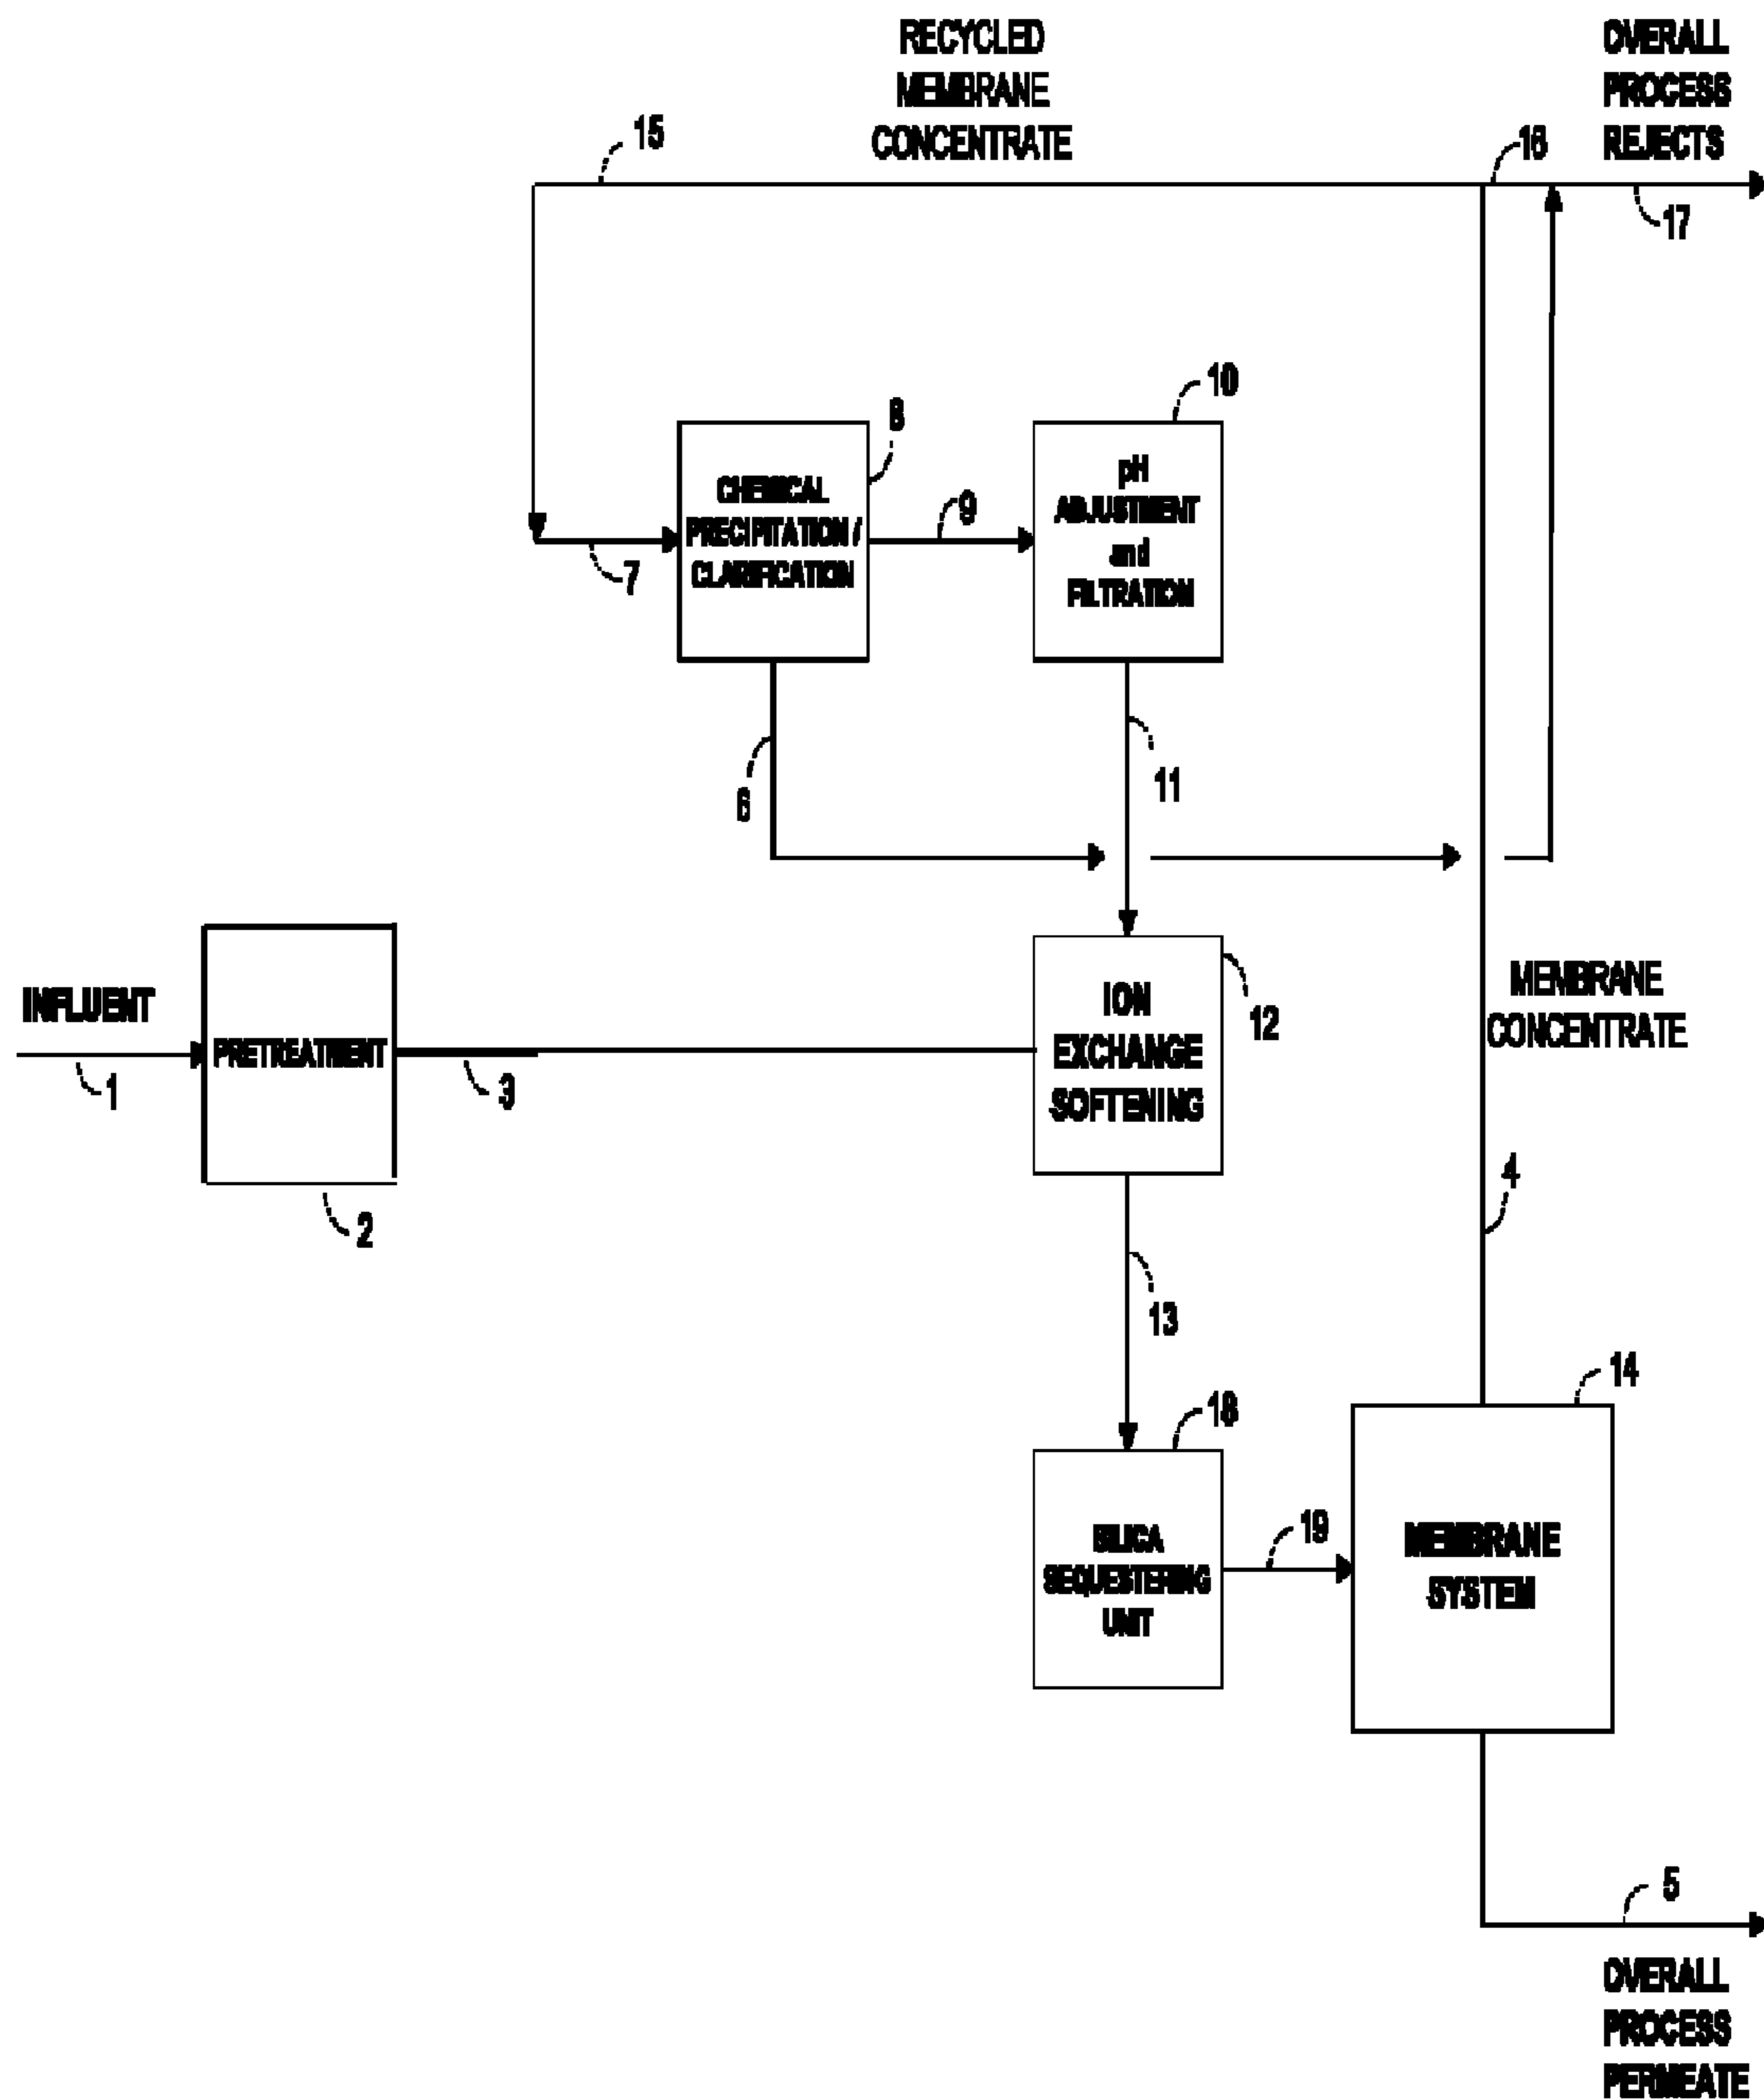 RECYCLED
MEMBRANE
CONCENTRATE
OVERALL
PROCESS
REJECTS
15
16
17
10
8
CHEMICAL
PRECIPITATION /
CLARIFICATION
9
pH
ADJUSTMENT
and
FILTRATION
7
6
11
INFLUENT
1
PRETREATMENT
2
3
ION
EXCHANGE
SOFTENING
12
MEMBRANE
CONCENTRATE
4
13
14
18
SILICA
SEQUESTERING
UNIT
19
MEMBRANE
SYSTEM
5
OVERALL
PROCESS
PERMEATE